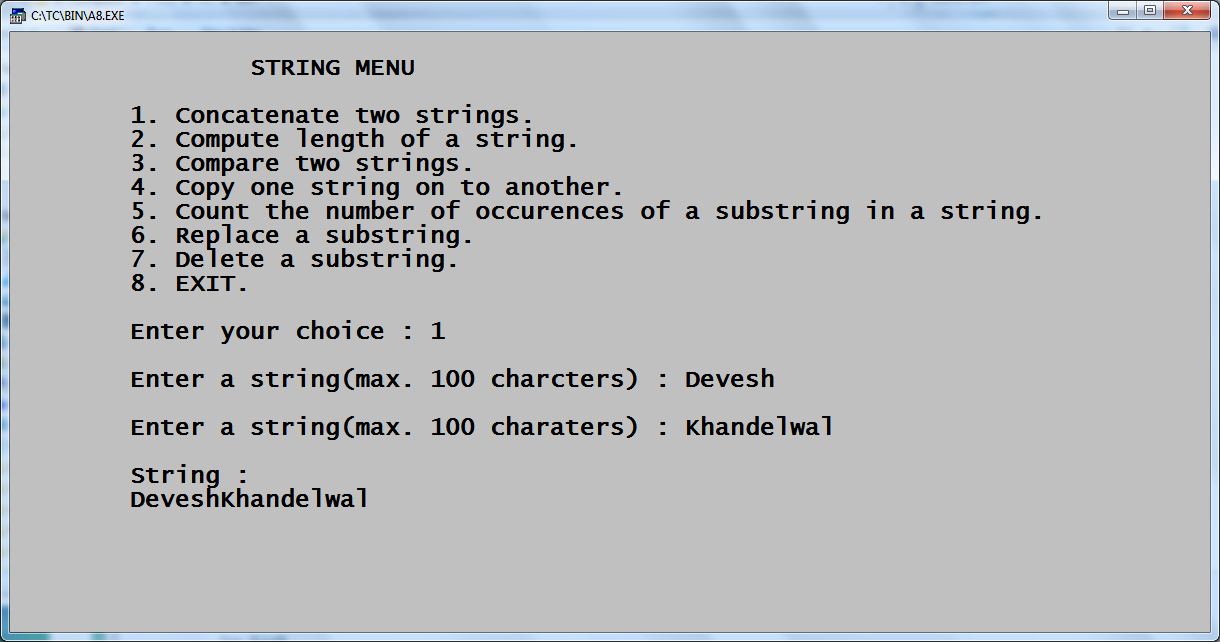 C:\TC\BIN\A8.EXE
STRING MENU
1. Concatenate two strings.
2. Compute length of a string.
3. Compare two strings.
4. Copy one string on to another.
5. Count the number of occurences of a substring in a string.
6. Replace a substring.
7. Delete a substring.
8. EXIT.
Enter your choice : 1
Enter a string(max. 100 charcters) : Devesh
Enter a string(max. 100 charaters) : Khandelwal
String :
DeveshKhandelwal